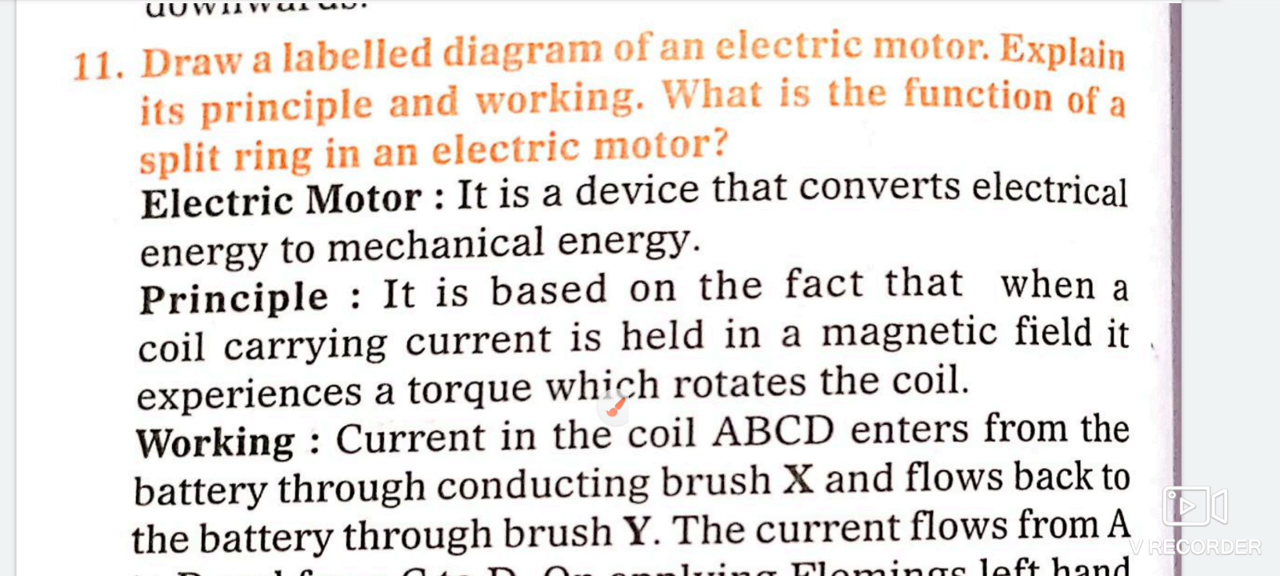 11. Draw a labelled diagram of an electric motor. Explain
its principle and working. What is the function of a
split ring in an electric motor?
Electric Motor : It is a device that converts electrical
energy to mechanical energy.
Principle : It is based on the fact that when a
coil carrying current is held in a magnetic field it
experiences a torque which rotates the coil.
Working : Current in the coil ABCD enters from the
battery through conducting brush X and flows back to
the battery through brush Y. The current flows from A
Flemings left hand
V RECORDER